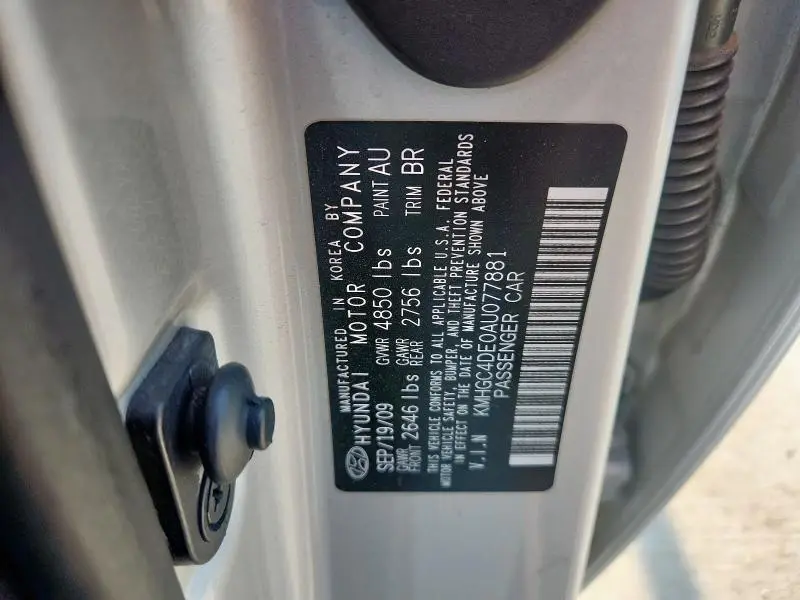 MANUFACTURED IN KOREA BY
HYUNDAI MOTOR COMPANY
SEP/19/09 GVWR 4850 lbs PAINT AU
GAWR FRONT 2646 lbs GAWR REAR 2756 lbs TRIM BR
THIS VEHICLE CONFORMS TO ALL APPLICABLE U.S.A. FEDERAL
MOTOR VEHICLE SAFETY, BUMPER, AND THEFT PREVENTION STANDARDS
IN EFFECT ON THE DATE OF MANUFACTURE SHOWN ABOVE
V.I.N KMHGC4DE0AU077881
PASSENGER CAR